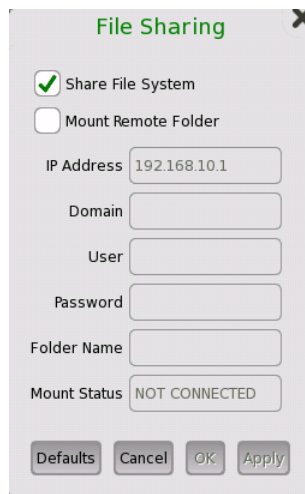 File Sharing
Share File System
Mount Remote Folder
IP Address 192.168.10.1
Domain
User
Password
Folder Name
Mount Status NOT CONNECTED
Defaults Cancel OK Apply